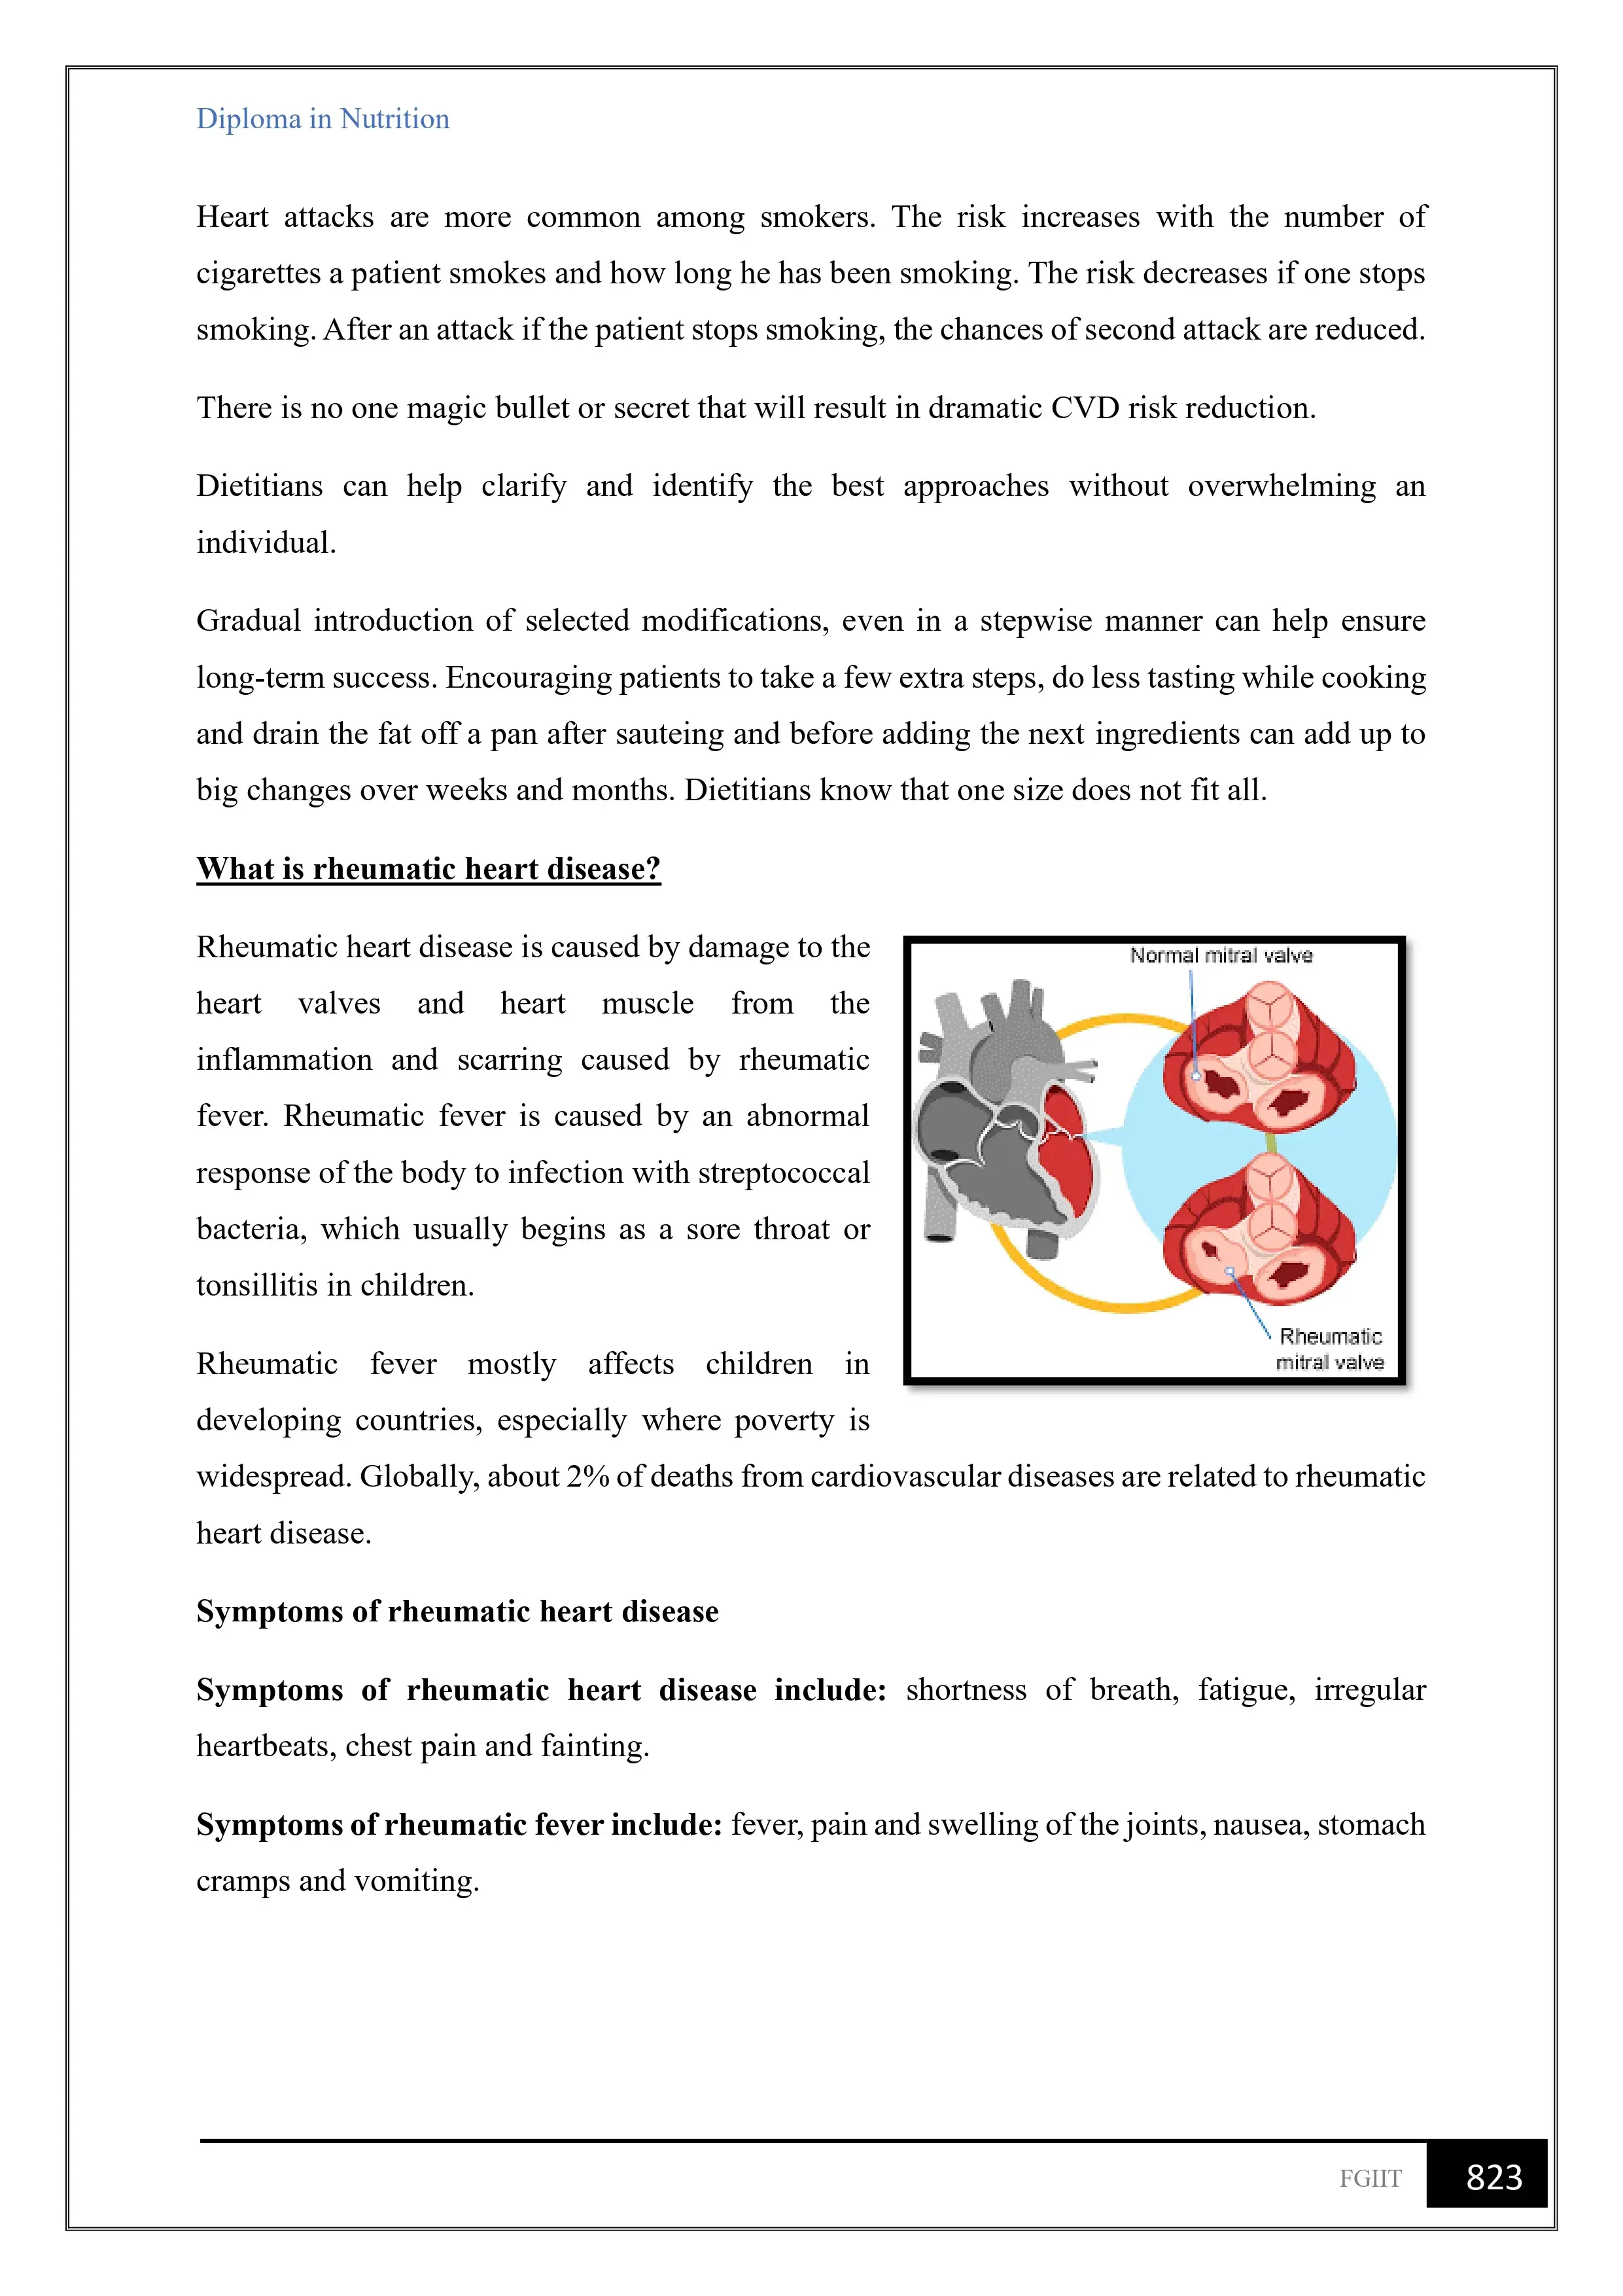 Diploma in Nutrition
Heart attacks are more common among smokers. The risk increases with the number of
cigarettes a patient smokes and how long he has been smoking. The risk decreases if one stops
smoking. After an attack if the patient stops smoking, the chances of second attack are reduced.
There is no one magic bullet or secret that will result in dramatic CVD risk reduction.
Dietitians can help clarify and identify the best approaches without overwhelming an
individual.
Gradual introduction of selected modifications, even in a stepwise manner can help ensure
long-term success. Encouraging patients to take a few extra steps, do less tasting while cooking
and drain the fat off a pan after sauteing and before adding the next ingredients can add up to
big changes over weeks and months. Dietitians know that one size does not fit all.
What is rheumatic heart disease?
Rheumatic heart disease is caused by damage to the
heart valves and heart muscle from the
inflammation and scarring caused by rheumatic
fever. Rheumatic fever is caused by an abnormal
response of the body to infection with streptococcal
bacteria, which usually begins as a sore throat or
tonsillitis in children.
Normal mitral valve
Rheumatic
mitral valve
Rheumatic fever mostly affects children in
developing countries, especially where poverty is
widespread. Globally, about 2% of deaths from cardiovascular diseases are related to rheumatic
heart disease.
Symptoms of rheumatic heart disease
Symptoms of rheumatic heart disease include: shortness of breath, fatigue, irregular
heartbeats, chest pain and fainting.
Symptoms of rheumatic fever include: fever, pain and swelling of the joints, nausea, stomach
cramps and vomiting.
FGIIT 823